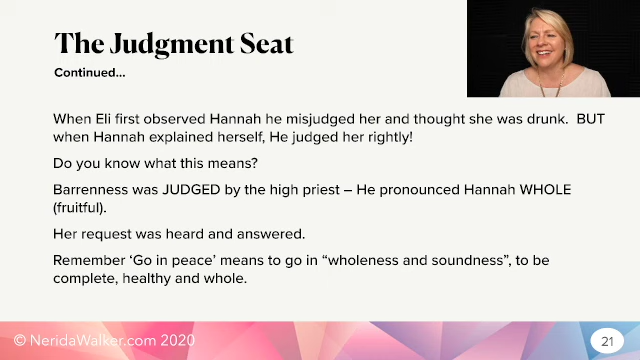 The Judgment Seat
Continued...
When Eli first observed Hannah he misjudged her and thought she was drunk.  BUT
when Hannah explained herself, He judged her rightly!
Do you know what this means?
Barrenness was JUDGED by the high priest – He pronounced Hannah WHOLE
(fruitful).
Her request was heard and answered.
Remember ‘Go in peace’ means to go in “wholeness and soundness”, to be
complete, healthy and whole.
© NeridaWalker.com 2020
21